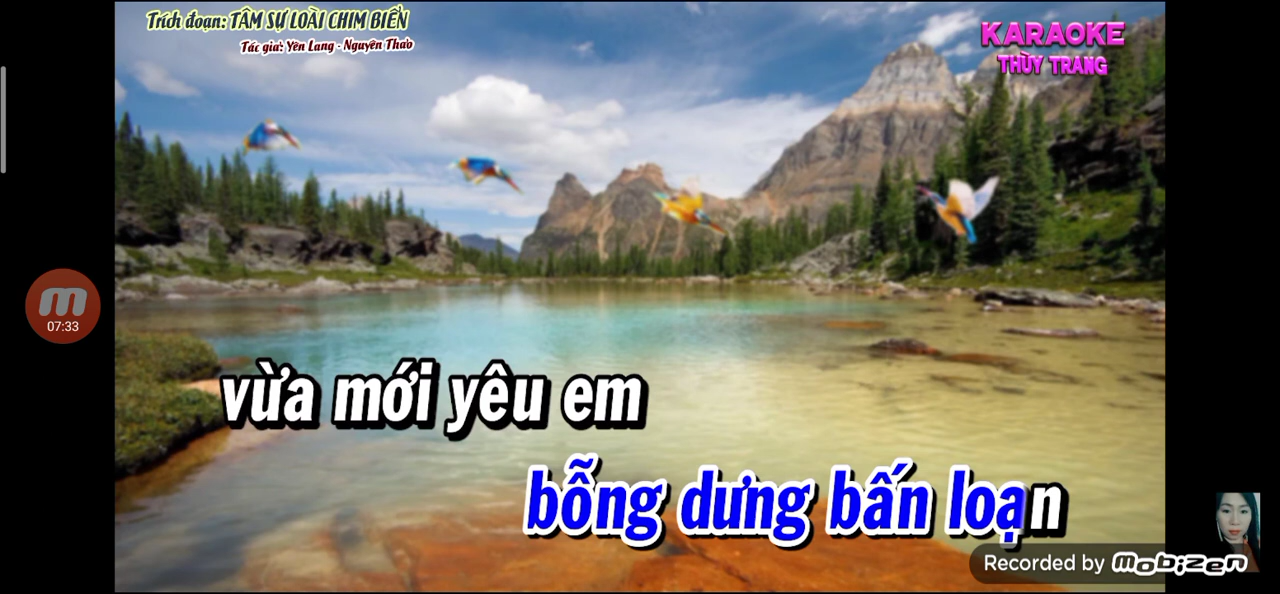 Trích đoạn: TÂM SỰ LOÀI CHIM BIỂN
Tác giả: Yên Lang - Nguyên Thảo
KARAOKE
THÙY TRANG
07:33
vừa mới yêu em
bỗng dưng bấn loạn
Recorded by Mobizen